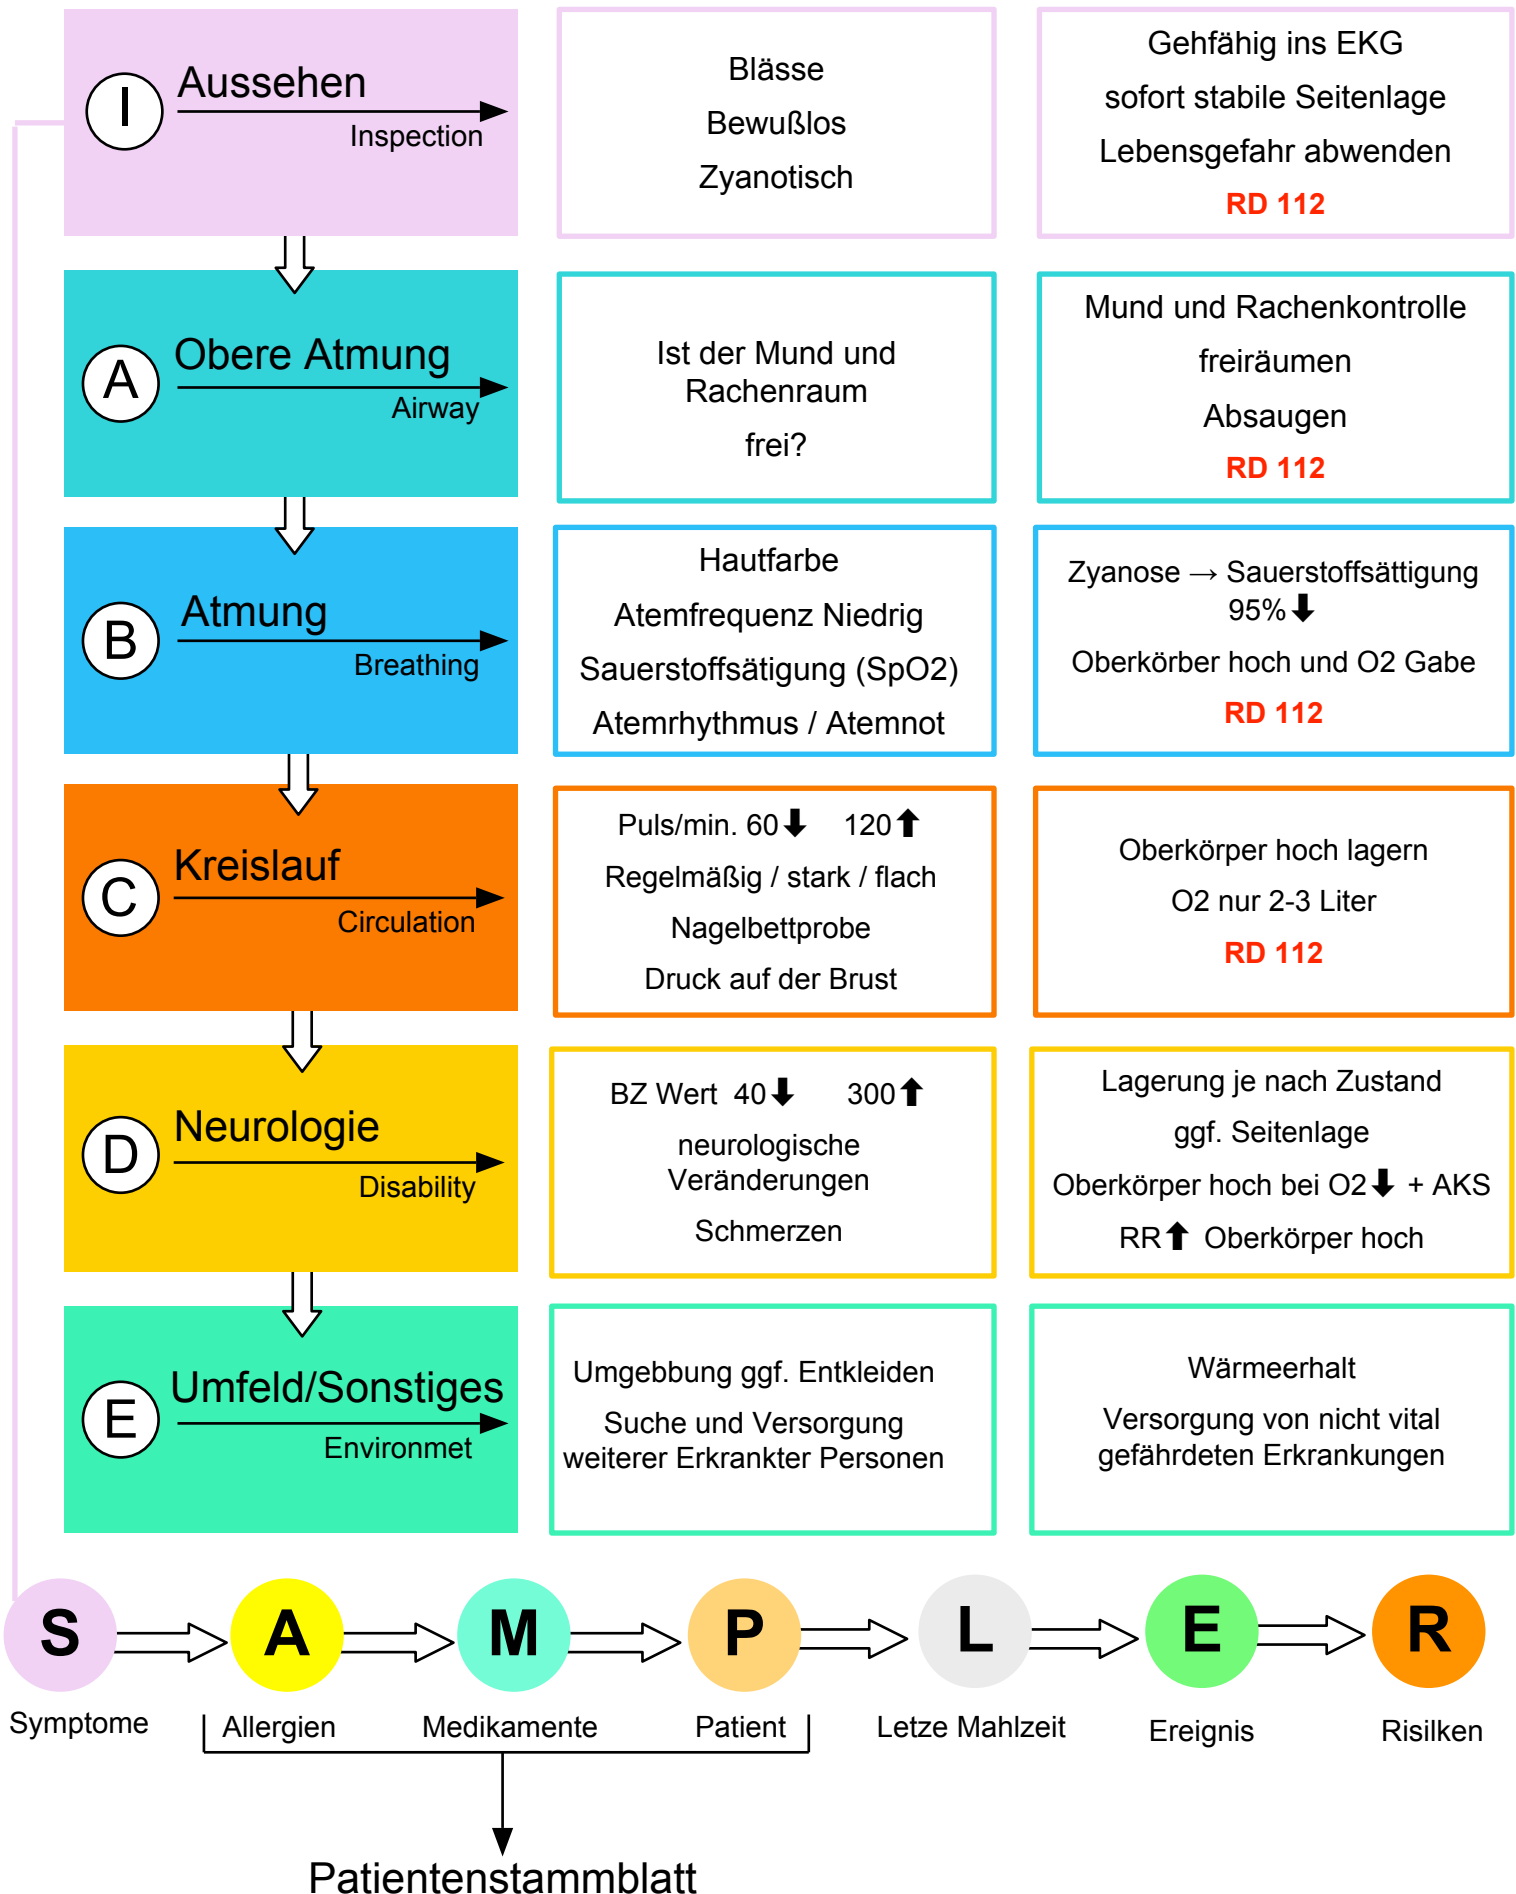 I
Aussehen
Inspection
Blässe
Bewußlos
Zyanotisch
Gehfähig ins EKG
sofort stabile Seitenlage
Lebensgefahr abwenden
RD 112
A
Obere Atmung
Airway
Ist der Mund und
Rachenraum
frei?
Mund und Rachenkontrolle
freiräumen
Absaugen
RD 112
B
Atmung
Breathing
Hautfarbe
Atemfrequenz Niedrig
Sauerstoffsätigung (SpO2)
Atemrhythmus / Atemnot
Zyanose → Sauerstoffsättigung
95%⬇
Oberkörber hoch und O2 Gabe
RD 112
C
Kreislauf
Circulation
Puls/min. 60⬇ 120⬆
Regelmäßig / stark / flach
Nagelbettprobe
Druck auf der Brust
Oberkörper hoch lagern
O2 nur 2-3 Liter
RD 112
D
Neurologie
Disability
BZ Wert 40⬇ 300⬆
neurologische
Veränderungen
Schmerzen
Lagerung je nach Zustand
ggf. Seitenlage
Oberkörper hoch bei O2⬇ + AKS
RR⬆ Oberkörper hoch
E
Umfeld/Sonstiges
Environmet
Umgebbung ggf. Entkleiden
Suche und Versorgung
weiterer Erkrankter Personen
Wärmeerhalt
Versorgung von nicht vital
gefährdeten Erkrankungen
S A M P L E R
Symptome Allergien Medikamente Patient Letze Mahlzeit Ereignis Risilken
Patientenstammblatt